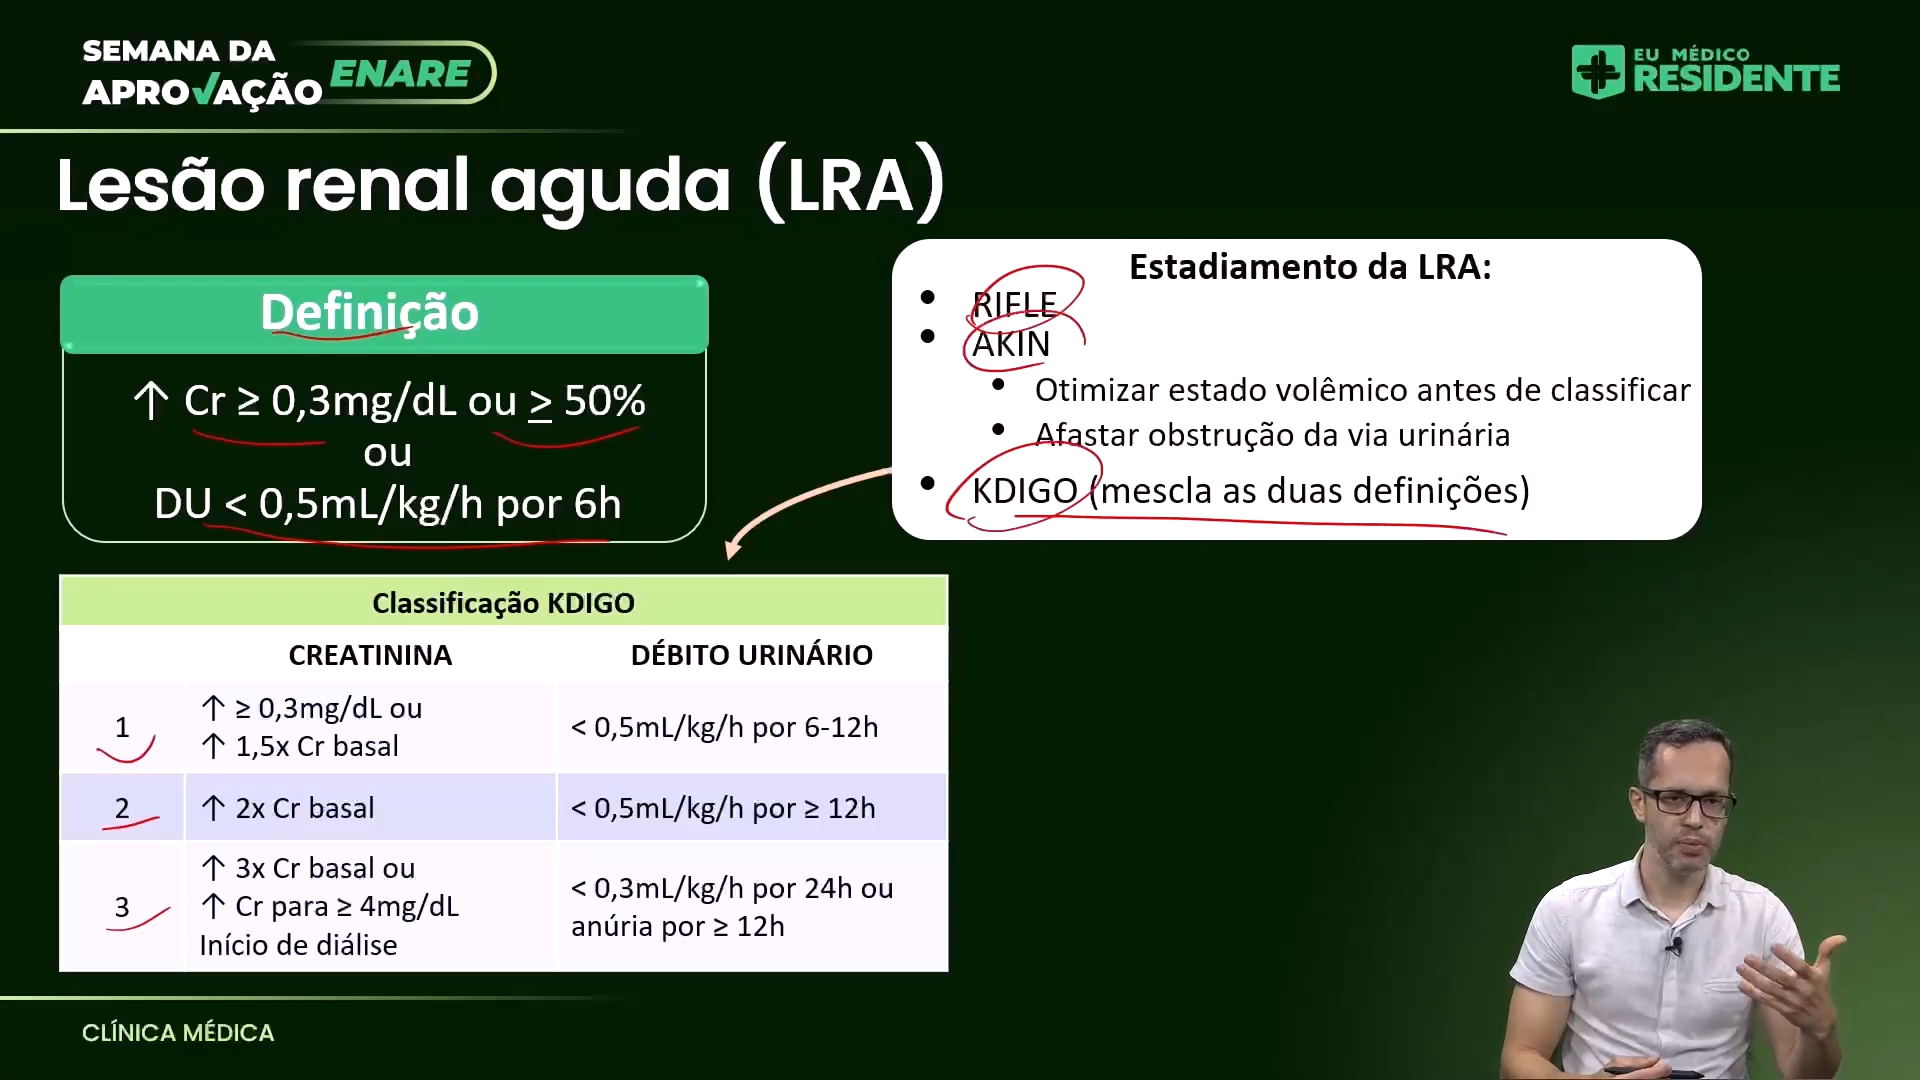 SEMANA DA
APROVAÇÃO ENARE
EU MÉDICO
RESIDENTE
Lesão renal aguda (LRA)
Definição
↑ Cr ≥ 0,3mg/dL ou ≥ 50%
ou
DU < 0,5mL/kg/h por 6h
Estadiamento da LRA:
• RIFLE
• AKIN
• Otimizar estado volêmico antes de classificar
• Afastar obstrução da via urinária
• KDIGO (mescla as duas definições)
Classificação KDIGO
CREATININA DÉBITO URINÁRIO
1 ↑ ≥ 0,3mg/dL ou
↑ 1,5x Cr basal
< 0,5mL/kg/h por 6-12h
2 ↑ 2x Cr basal < 0,5mL/kg/h por ≥ 12h
3 ↑ 3x Cr basal ou
↑ Cr para ≥ 4mg/dL
Início de diálise
< 0,3mL/kg/h por 24h ou
anúria por ≥ 12h
CLÍNICA MÉDICA